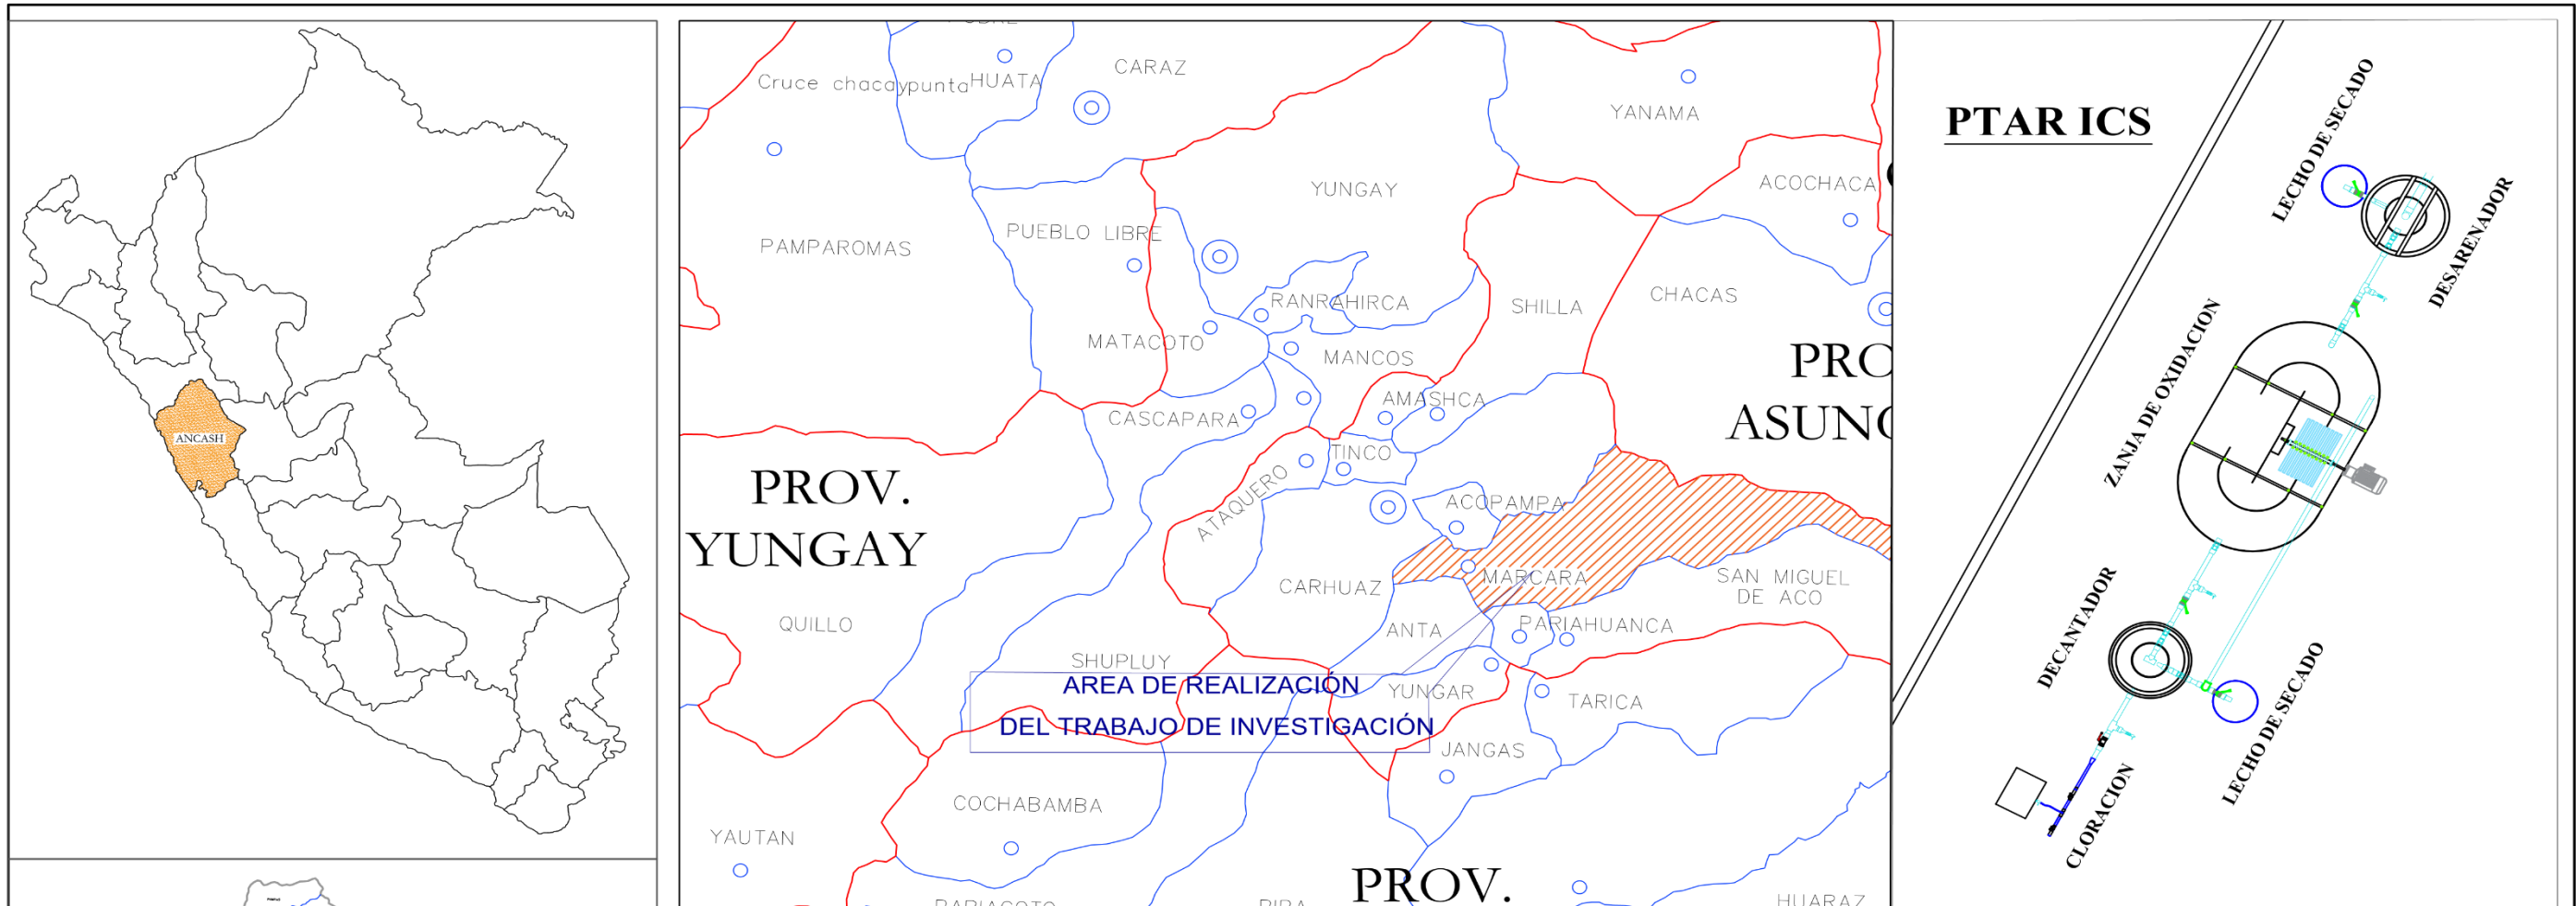 ANCASH
Cruce chacaypunta
HUATA
CARAZ
YANAMA
ACOCHACA
YUNGAY
PUEBLO LIBRE
PAMPAROMAS
RANRAHIRCA
SHILLA
CHACAS
MATACOTO
MANCOS
PRO
ASUNC
AMASHCA
CASCAPARA
TINCO
PROV.
YUNGAY
ATAQUERO
ACOPAMPA
CARHUAZ
MARCARA
SAN MIGUEL
DE ACO
QUILLO
ANTA
PARIAHUANCA
SHUPLUY
AREA DE REALIZACIÓN
DEL TRABAJO DE INVESTIGACIÓN
YUNGAR
TARICA
JANGAS
COCHABAMBA
YAUTAN
PROV.
HUARAZ
PTAR ICS
LECHO DE SECADO
DESARENADOR
ZANJA DE OXIDACION
DECANTADOR
LECHO DE SECADO
CLORACION